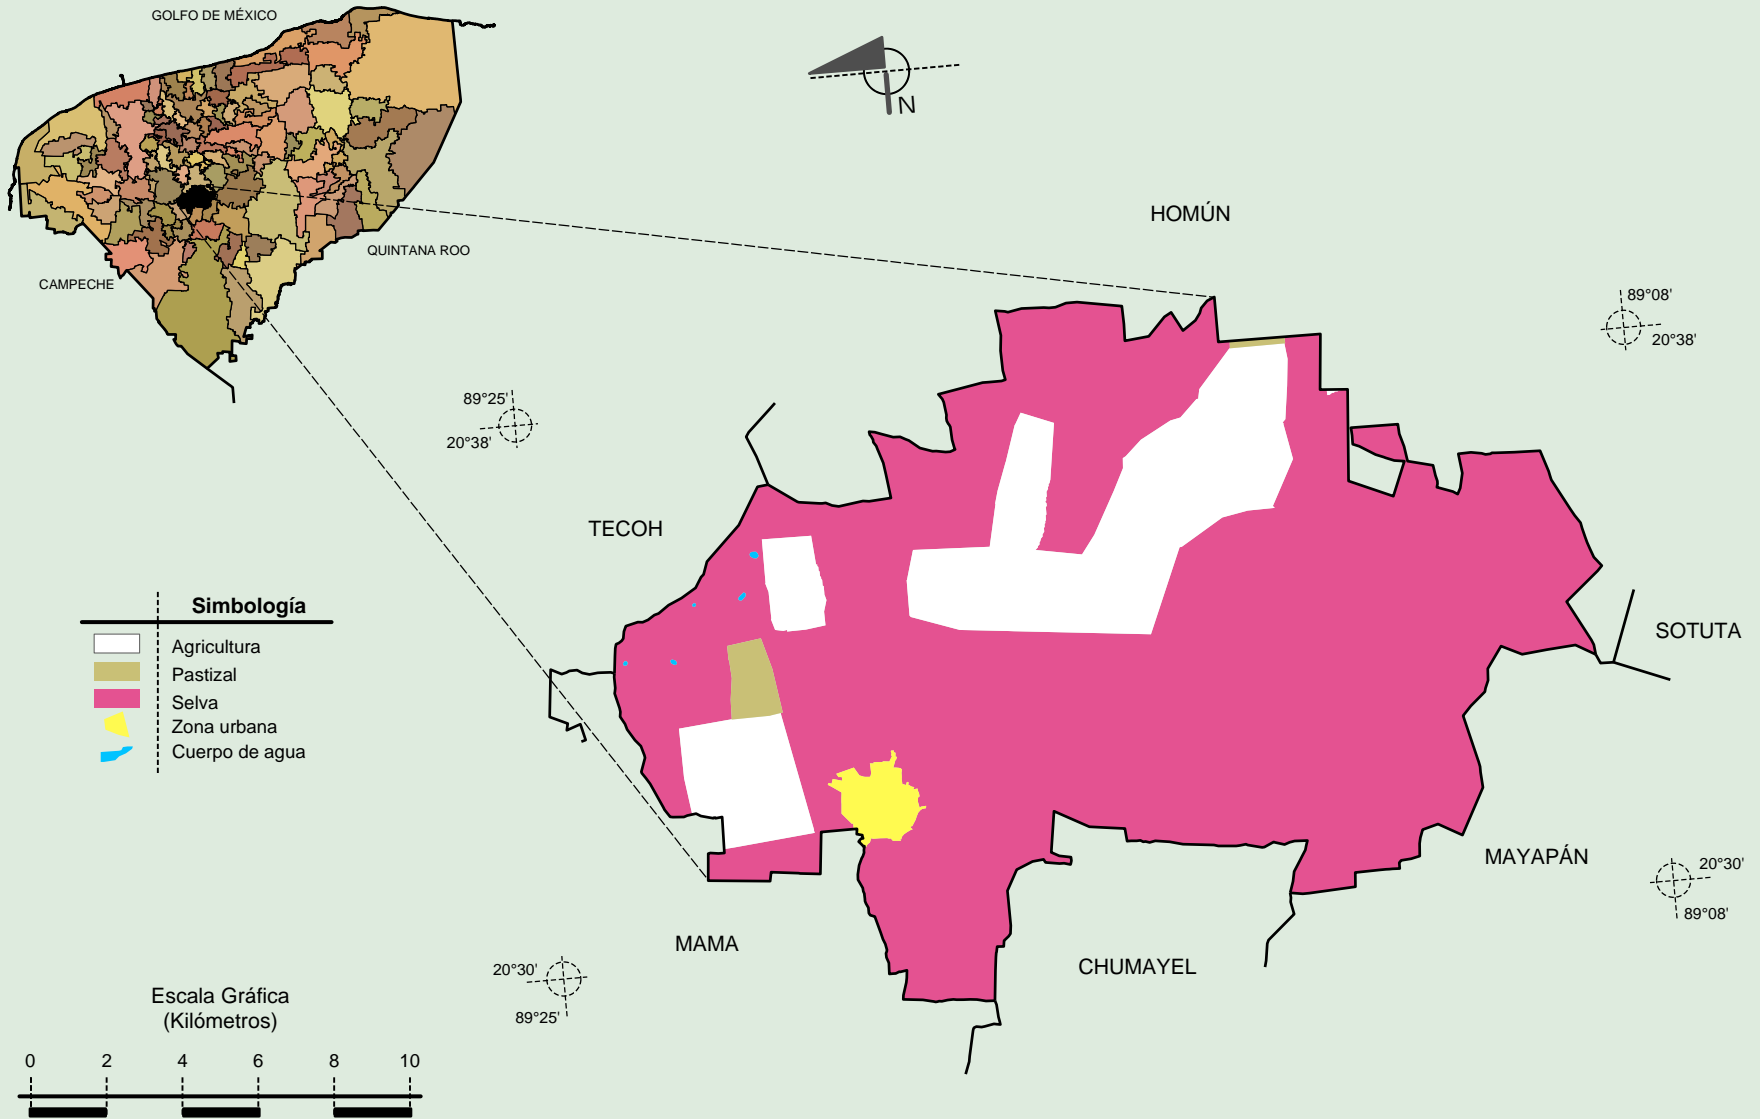 GOLFO DE MÉXICO
QUINTANA ROO
CAMPECHE
N
HOMÚN
89°08'
20°38'
89°25'
20°38'
TECOH
SOTUTA
Simbología
Agricultura
Pastizal
Selva
Zona urbana
Cuerpo de agua
MAYAPÁN
20°30'
89°08'
MAMA
CHUMAYEL
20°30'
89°25'
Escala Gráfica
(Kilómetros)
0 2 4 6 8 10